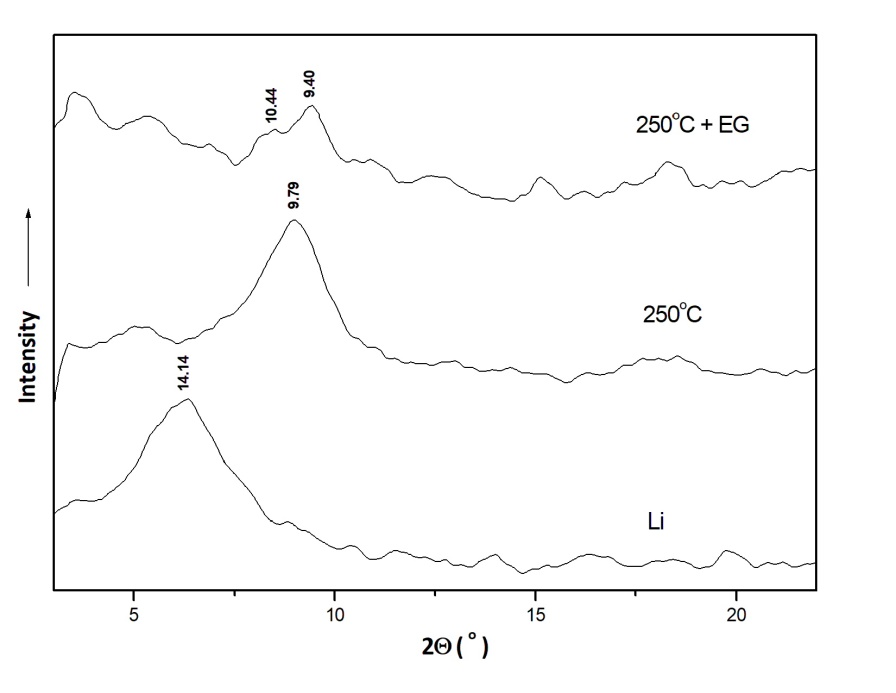 9.40
10.44
250°C + EG
9.79
250°C
14.14
Li
Intensity
5 10 15 20
2Θ ( ° )